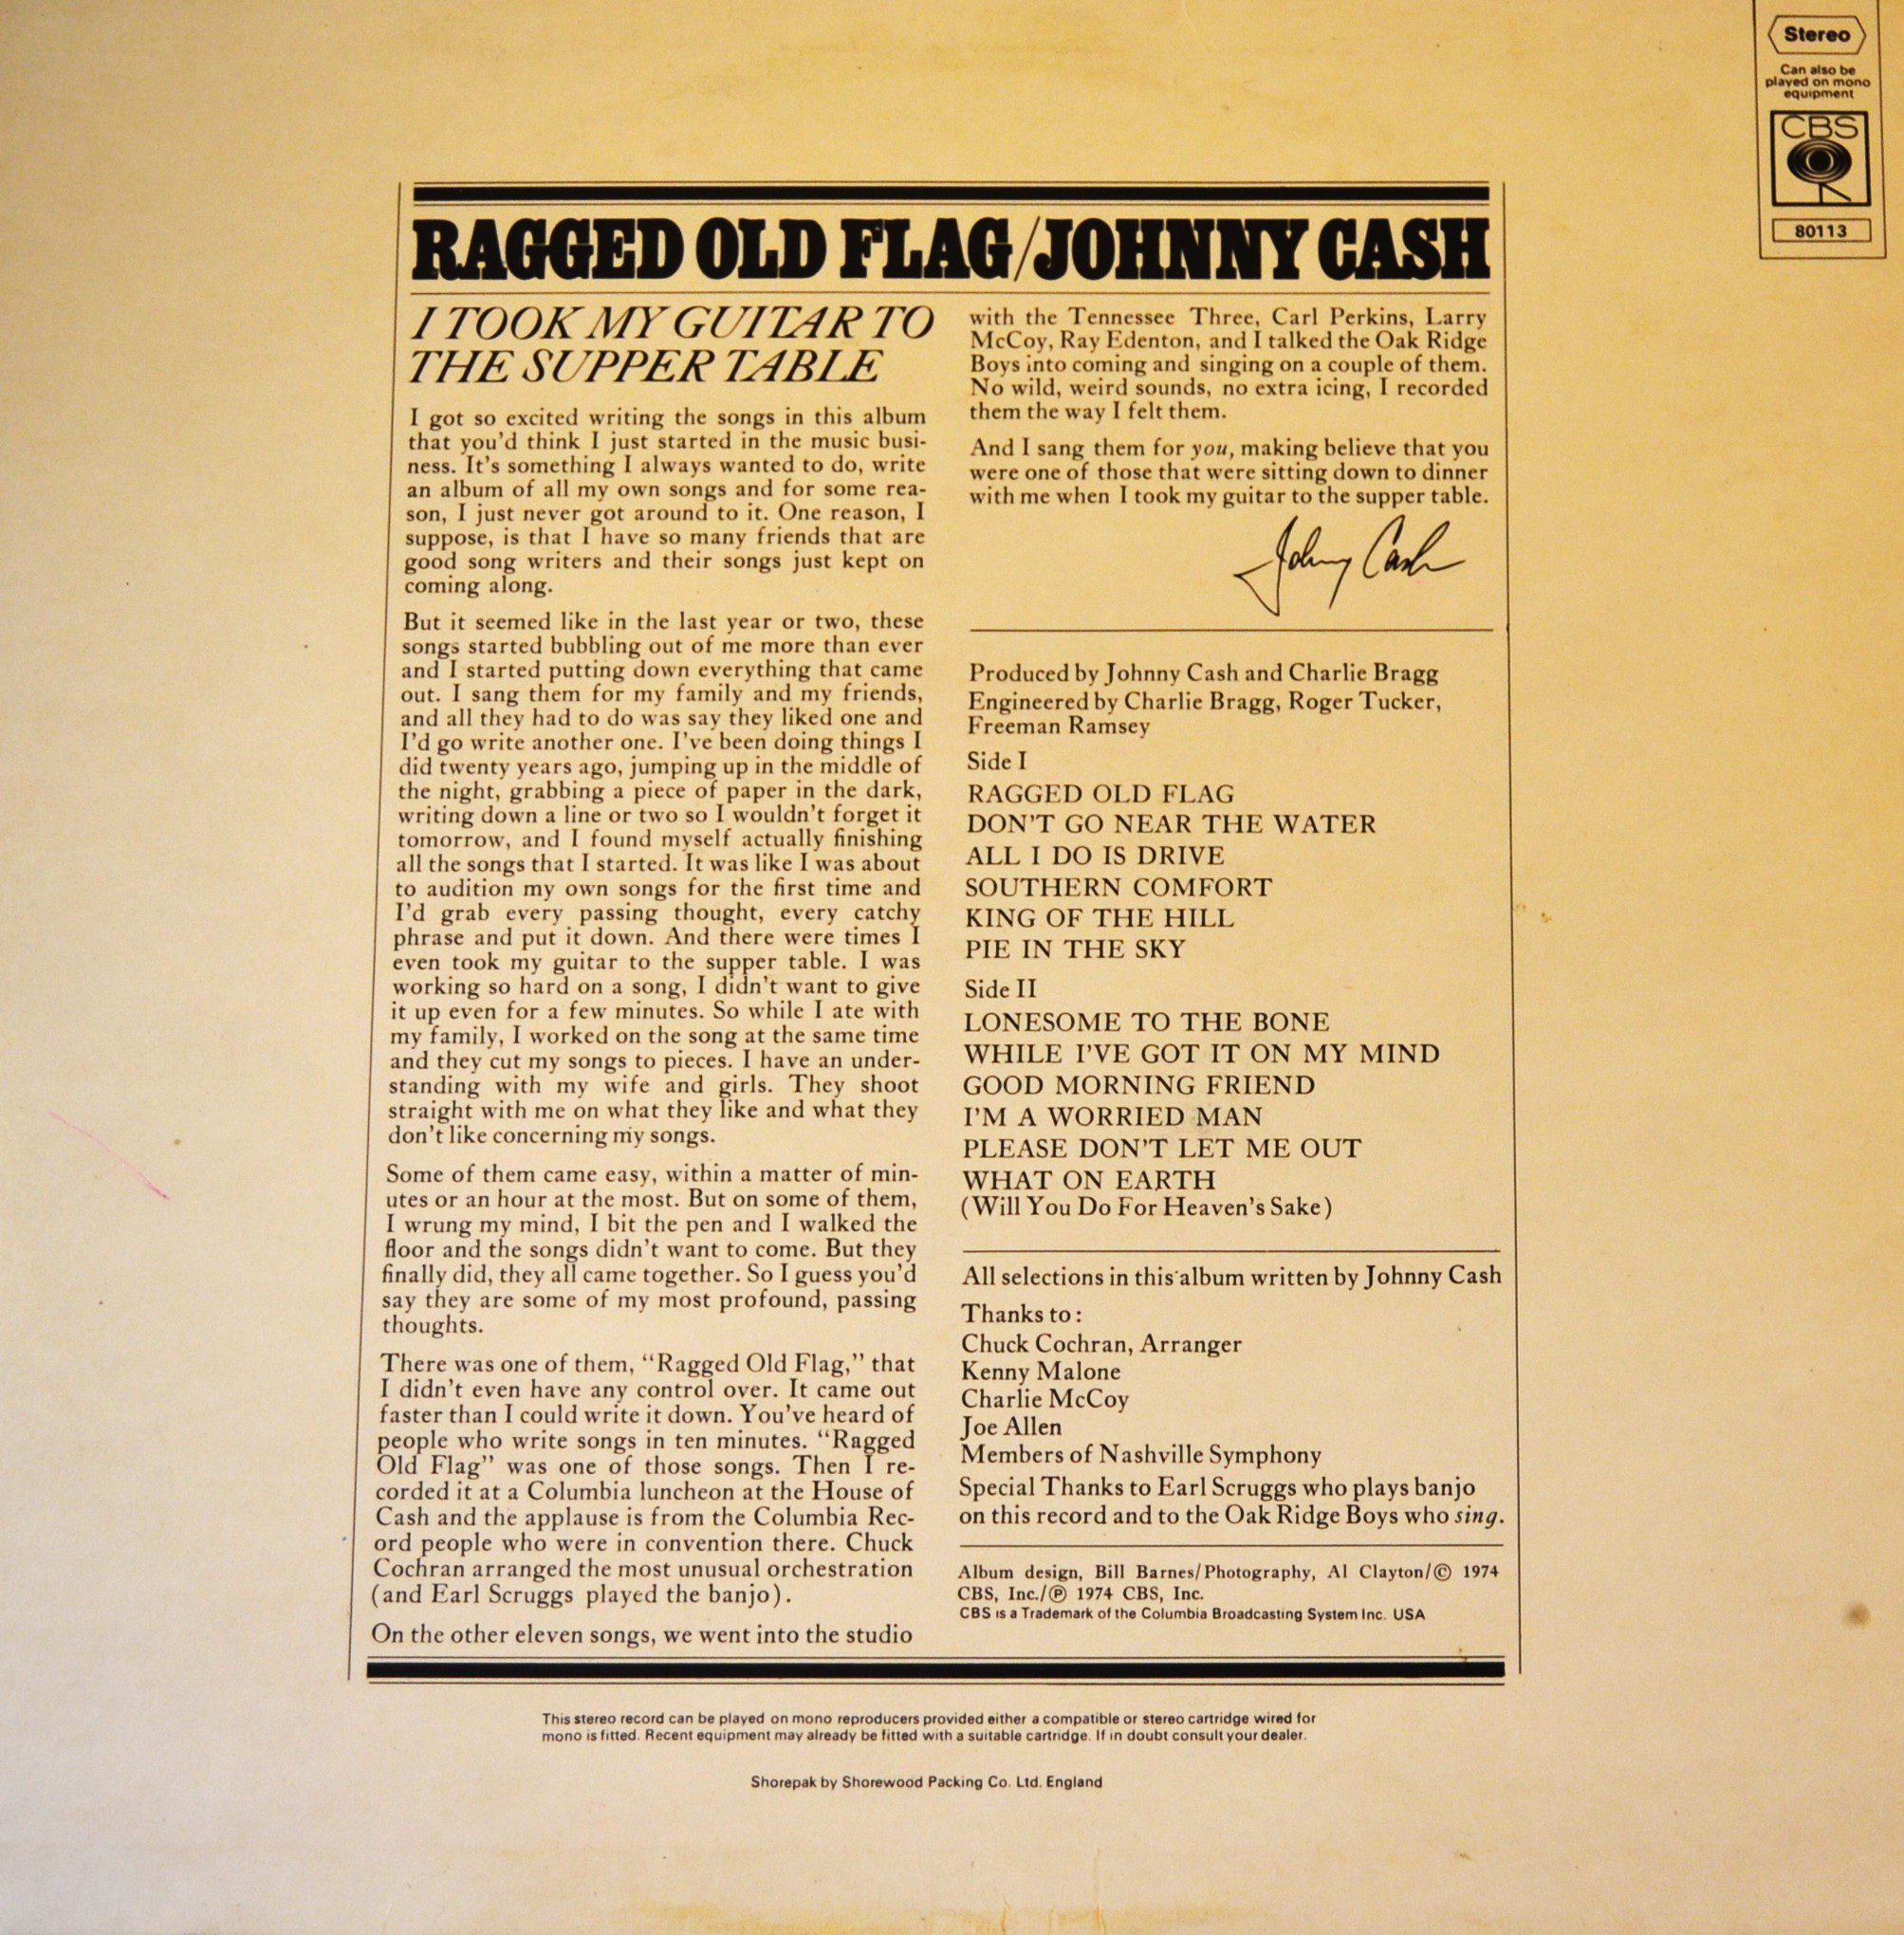 Stereo
Can also be
played on mono
equipment
CBS
80113
RAGGED OLD FLAG/JOHNNY CASH
I TOOK MY GUITAR TO
THE SUPPER TABLE
I got so excited writing the songs in this album
that you'd think I just started in the music busi-
ness. It's something I always wanted to do, write
an album of all my own songs and for some rea-
son, I just never got around to it. One reason, I
suppose, is that I have so many friends that are
good song writers and their songs just kept on
coming along.
But it seemed like in the last year or two, these
songs started bubbling out of me more than ever
and I started putting down everything that came
out. I sang them for my family and my friends,
and all they had to do was say they liked one and
I'd go write another one. I've been doing things I
did twenty years ago, jumping up in the middle of
the night, grabbing a piece of paper in the dark,
writing down a line or two so I wouldn't forget it
tomorrow, and I found myself actually finishing
all the songs that I started. It was like I was about
to audition my own songs for the first time and
I'd grab every passing thought, every catchy
phrase and put it down. And there were times I
even took my guitar to the supper table. I was
working so hard on a song, I didn't want to give
it up even for a few minutes. So while I ate with
my family, I worked on the song at the same time
and they cut my songs to pieces. I have an under-
standing with my wife and girls. They shoot
straight with me on what they like and what they
don't like concerning my songs.
Some of them came easy, within a matter of min-
utes or an hour at the most. But on some of them,
I wrung my mind, I bit the pen and I walked the
floor and the songs didn't want to come. But they
finally did, they all came together. So I guess you'd
say they are some of my most profound, passing
thoughts.
There was one of them, "Ragged Old Flag," that
I didn't even have any control over. It came out
faster than I could write it down. You've heard of
people who write songs in ten minutes. "Ragged
Old Flag" was one of those songs. Then I re-
corded it at a Columbia luncheon at the House of
Cash and the applause is from the Columbia Rec-
ord people who were in convention there. Chuck
Cochran arranged the most unusual orchestration
(and Earl Scruggs played the banjo).
On the other eleven songs, we went into the studio
with the Tennessee Three, Carl Perkins, Larry
McCoy, Ray Edenton, and I talked the Oak Ridge
Boys into coming and singing on a couple of them.
No wild, weird sounds, no extra icing, I recorded
them the way I felt them.
And I sang them for you, making believe that you
were one of those that were sitting down to dinner
with me when I took my guitar to the supper table.
Johnny Cash
Produced by Johnny Cash and Charlie Bragg
Engineered by Charlie Bragg, Roger Tucker,
Freeman Ramsey
Side I
RAGGED OLD FLAG
DON'T GO NEAR THE WATER
ALL I DO IS DRIVE
SOUTHERN COMFORT
KING OF THE HILL
PIE IN THE SKY
Side II
LONESOME TO THE BONE
WHILE I'VE GOT IT ON MY MIND
GOOD MORNING FRIEND
I'M A WORRIED MAN
PLEASE DON'T LET ME OUT
WHAT ON EARTH
(Will You Do For Heaven's Sake)
All selections in this album written by Johnny Cash
Thanks to:
Chuck Cochran, Arranger
Kenny Malone
Charlie McCoy
Joe Allen
Members of Nashville Symphony
Special Thanks to Earl Scruggs who plays banjo
on this record and to the Oak Ridge Boys who sing.
Album design, Bill Barnes/Photography, Al Clayton/© 1974
CBS, Inc./℗ 1974 CBS, Inc.
CBS is a Trademark of the Columbia Broadcasting System Inc. USA
This stereo record can be played on mono reproducers provided either a compatible or stereo cartridge wired for
mono is fitted. Recent equipment may already be fitted with a suitable cartridge. If in doubt consult your dealer.
Shorepak by Shorewood Packing Co. Ltd. England